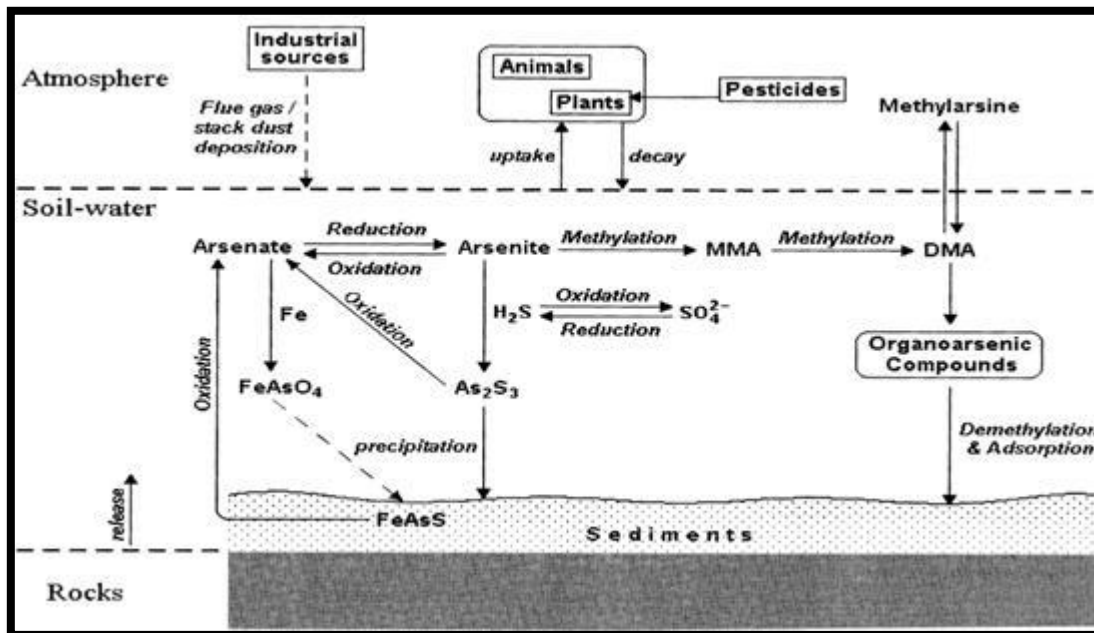 Industrial
sources
Atmosphere
Animals
Plants
Pesticides
Methylarsine
Flue gas /
stack dust
deposition
uptake
decay
Soil-water
Arsenate
Reduction
Oxidation
Arsenite
Methylation
MMA
Methylation
DMA
Fe
Oxidation
H₂S
Oxidation
Reduction
SO₄²⁻
Organoarsenic
Compounds
Oxidation
FeAsO₄
As₂S₃
precipitation
Demethylation
& Adsorption
release
FeAsS
Sediments
Rocks